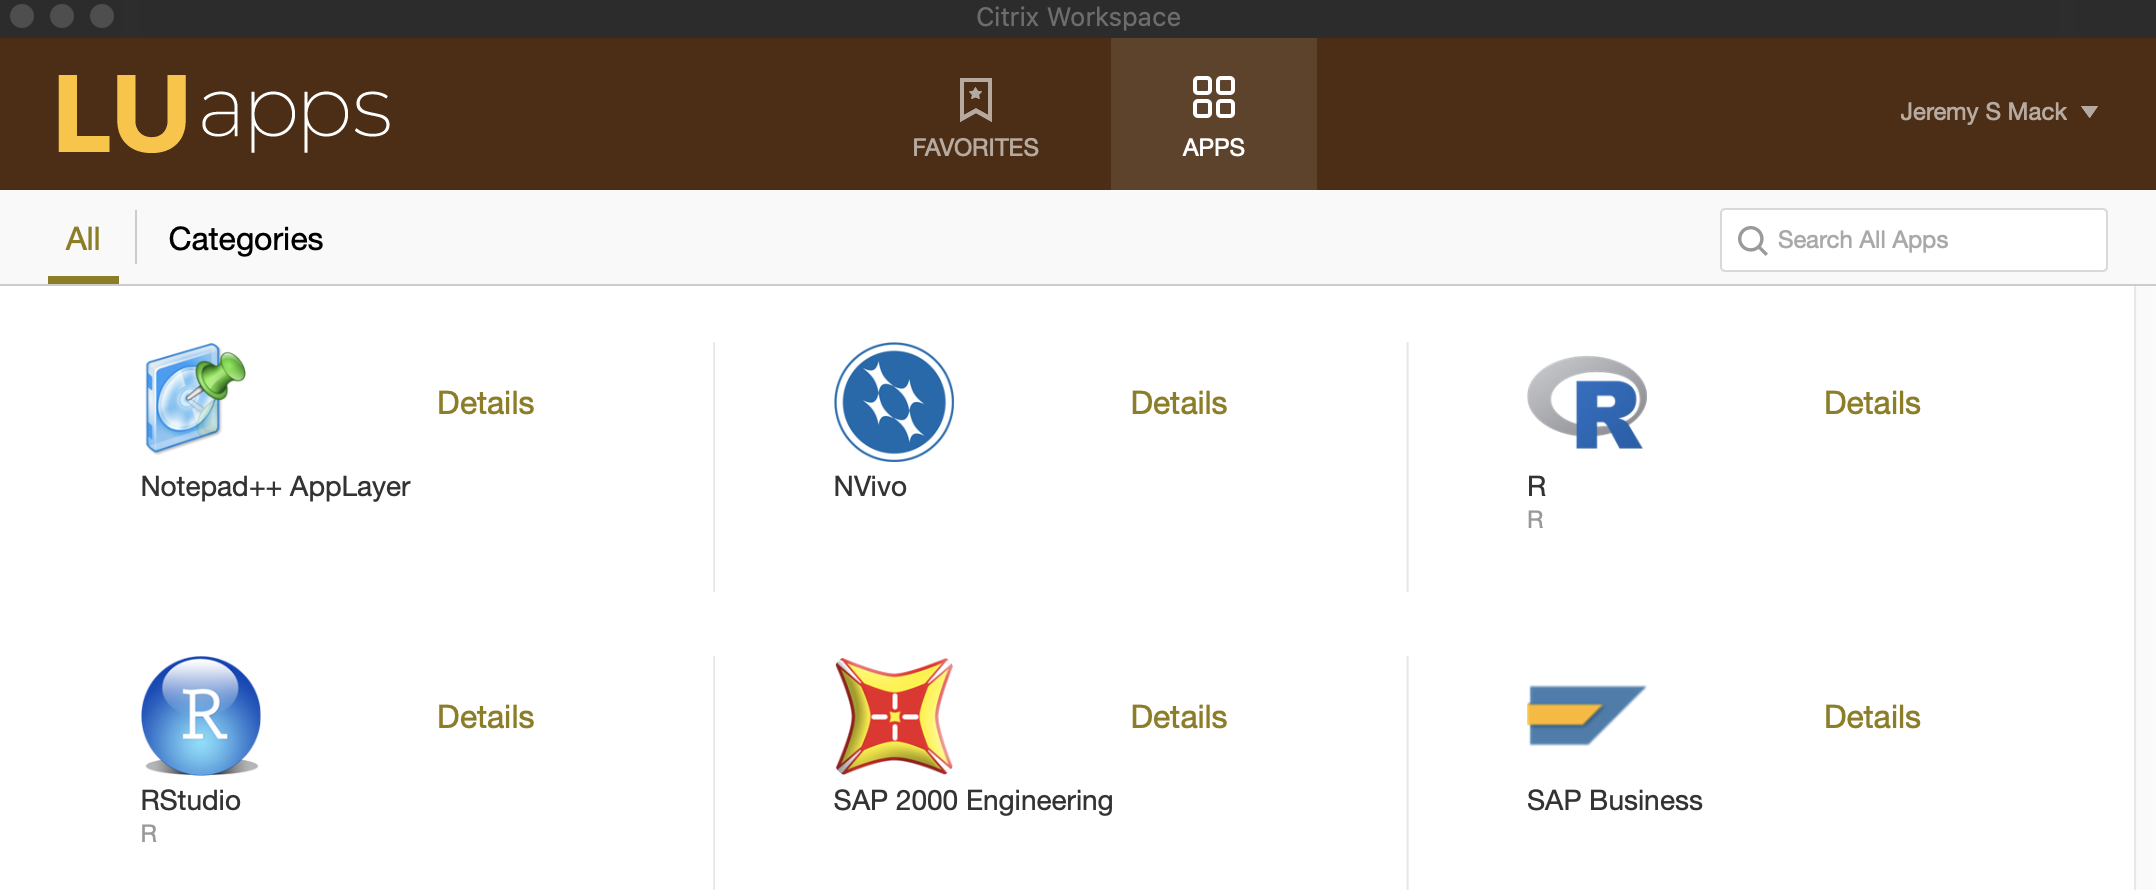 Citrix Workspace
LU apps
FAVORITES
APPS
Jeremy S Mack
All
Categories
Search All Apps
Details
Details
R
Details
Notepad++ AppLayer
NVivo
R
R
R
Details
Details
Details
RStudio
R
SAP 2000 Engineering
SAP Business